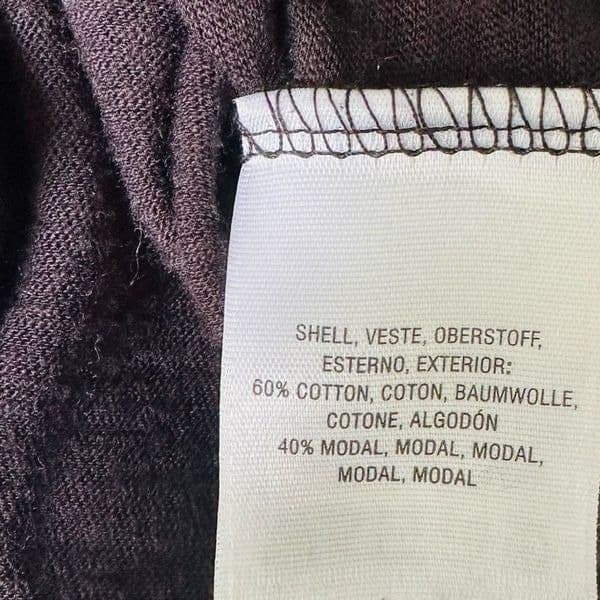 SHELL, VESTE, OBERSTOFF,
ESTERNO, EXTERIOR:
60% COTTON, COTON, BAUMWOLLE,
COTONE, ALGODÓN
40% MODAL, MODAL, MODAL,
MODAL, MODAL